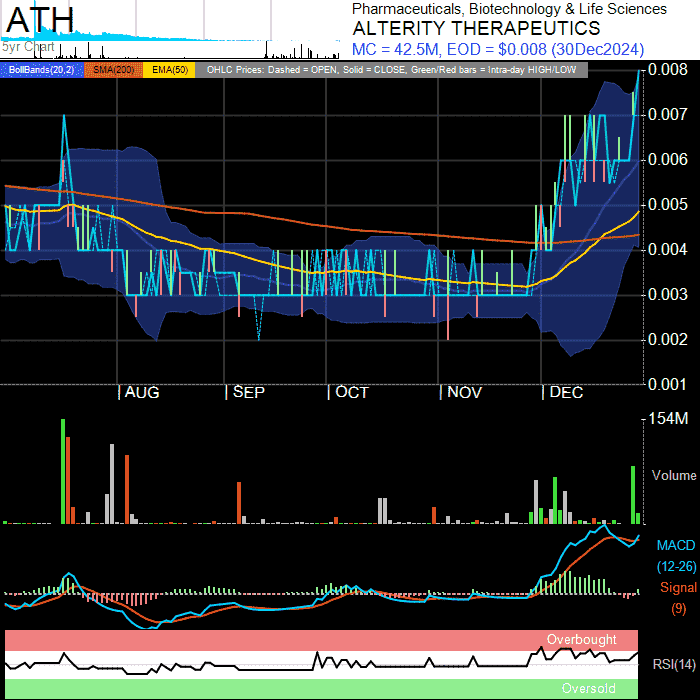 ATH
5yr Chart
Pharmaceuticals, Biotechnology & Life Sciences
ALTERITY THERAPEUTICS
MC = 42.5M, EOD = $0.008 (30Dec2024)
BollBands(20,2) SMA(200) EMA(50) OHLC Prices: Dashed = OPEN, Solid = CLOSE, Green/Red bars = Intra-day HIGH/LOW
0.008
0.007
0.006
0.005
0.004
0.003
0.002
0.001
AUG SEP OCT NOV DEC
154M
Volume
MACD
(12-26)
Signal
(9)
Overbought
RSI(14)
Oversold